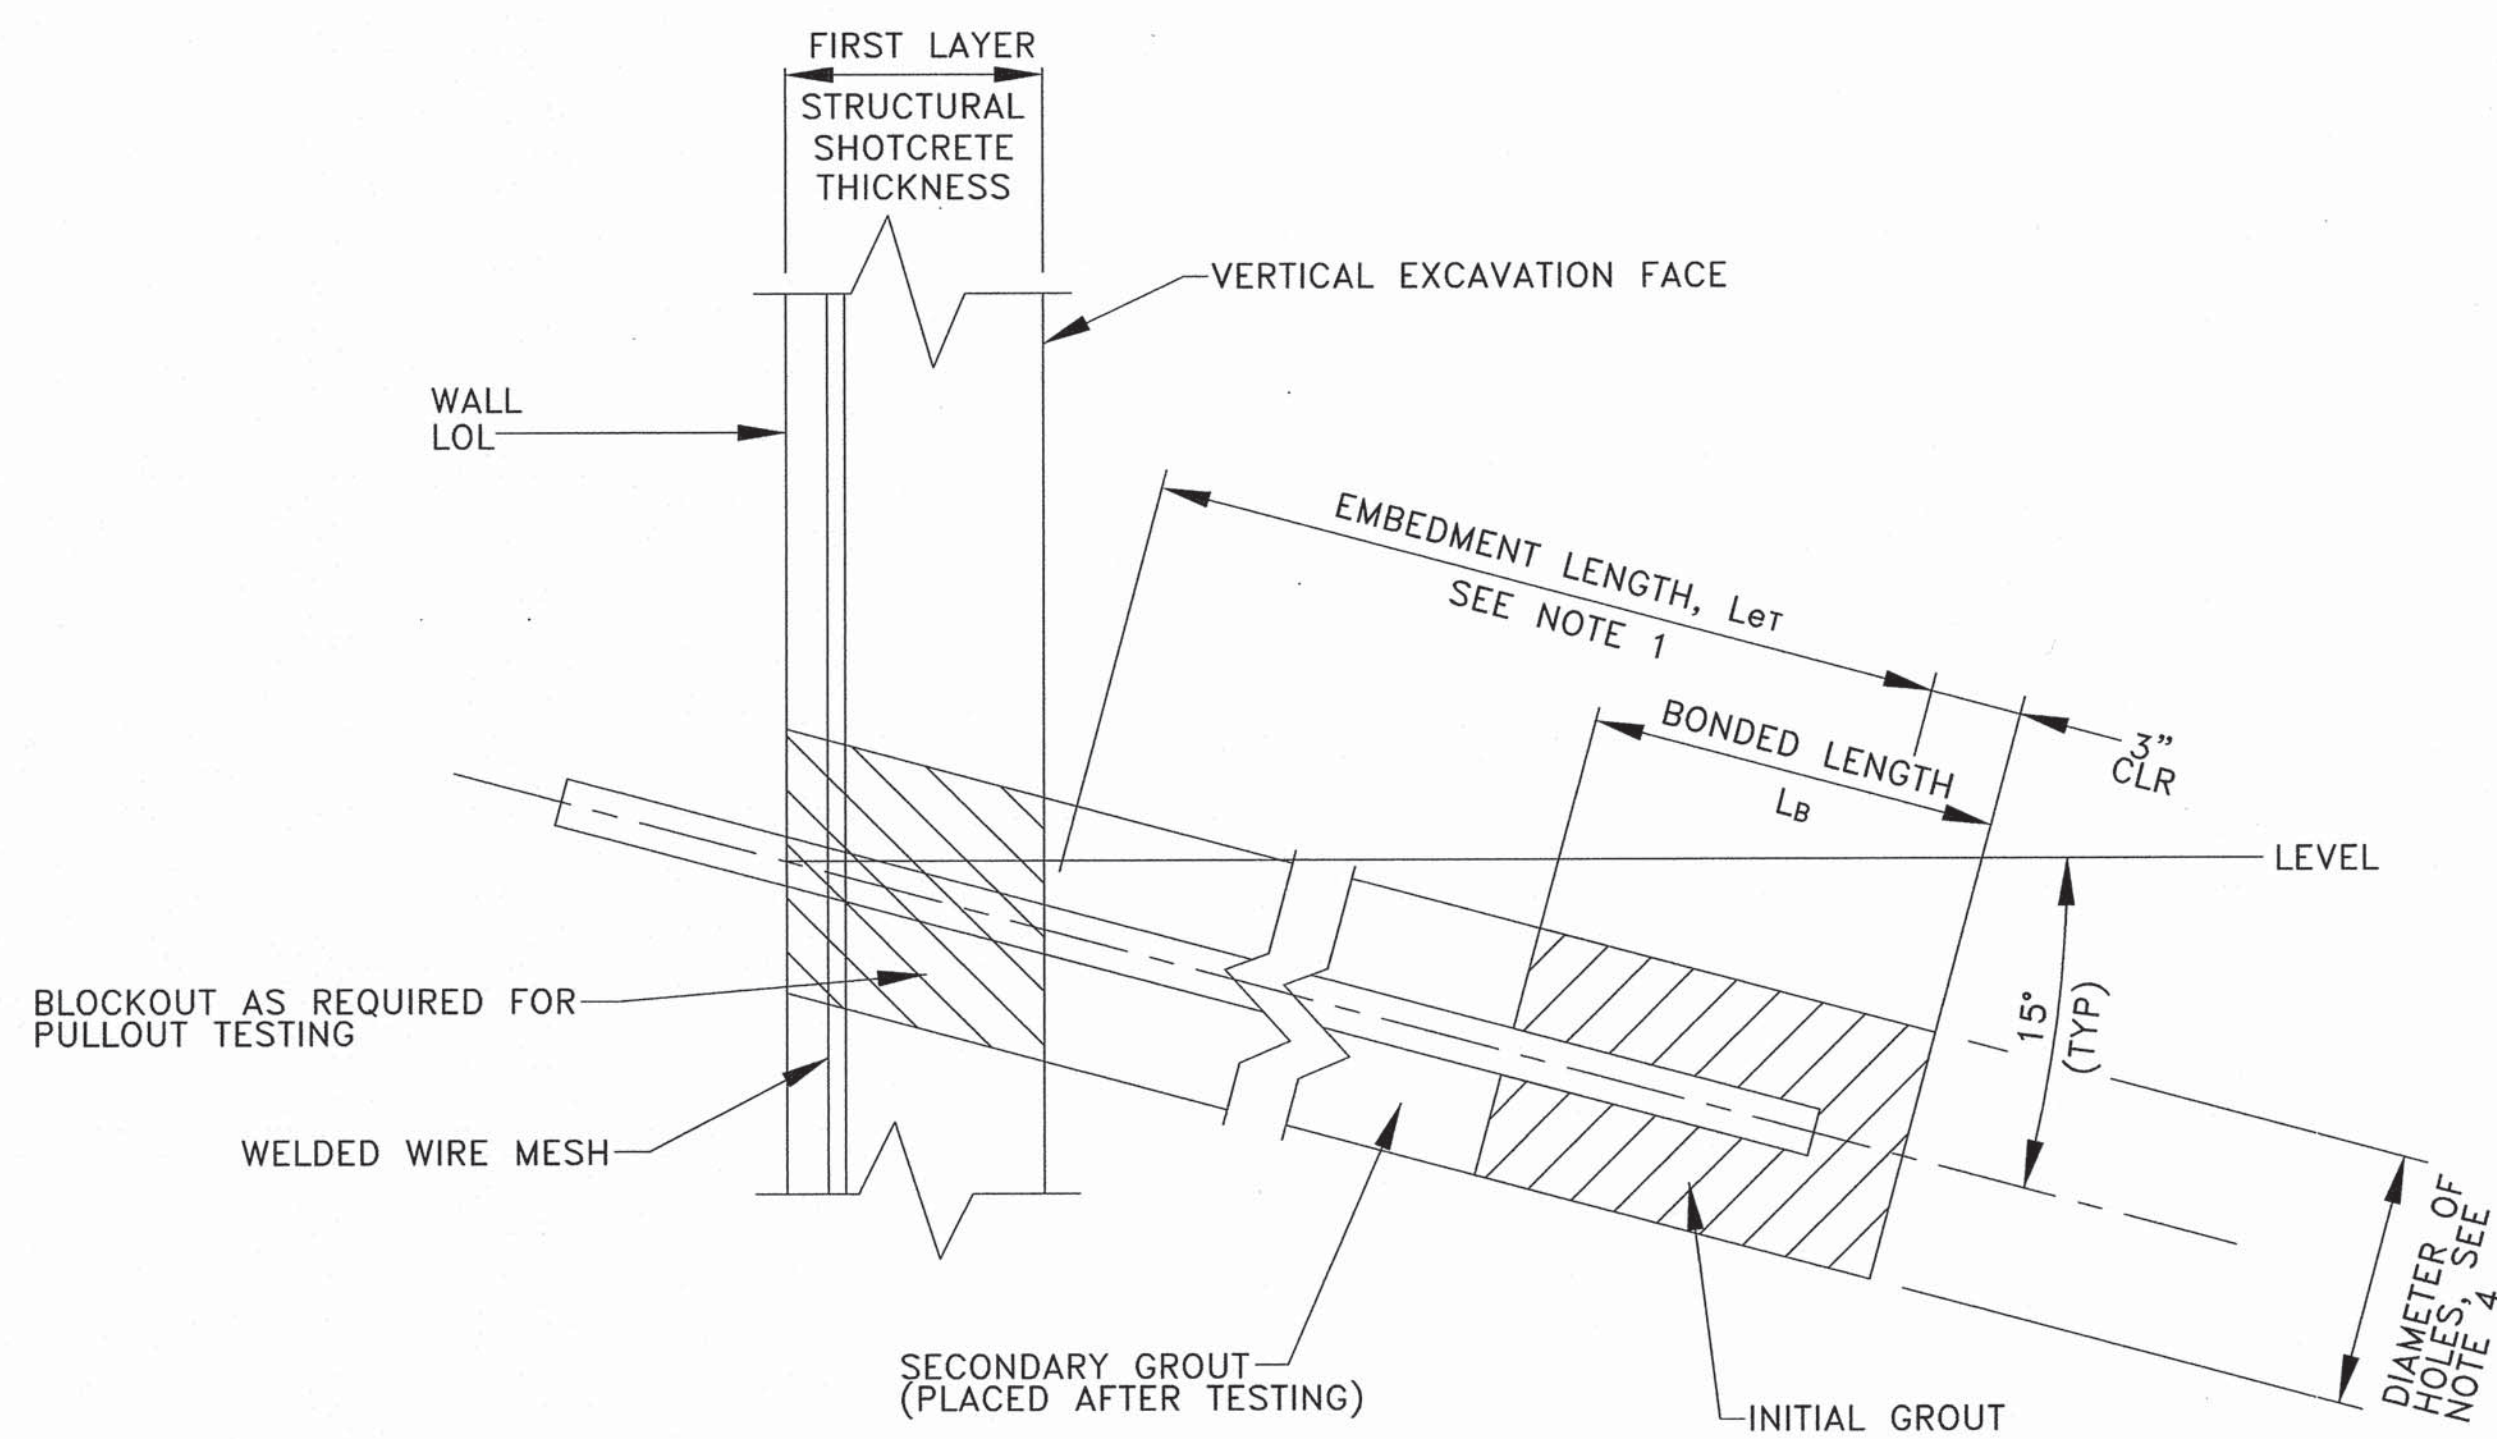 FIRST LAYER
STRUCTURAL
SHOTCRETE
THICKNESS
VERTICAL EXCAVATION FACE
WALL
LOL
EMBEDMENT LENGTH, LeT
SEE NOTE 1
BONDED LENGTH
LB
3"
CLR
LEVEL
15°
(TYP)
BLOCKOUT AS REQUIRED FOR
PULLOUT TESTING
WELDED WIRE MESH
DIAMETER OF
HOLES, SEE
NOTE 4
SECONDARY GROUT
(PLACED AFTER TESTING)
INITIAL GROUT